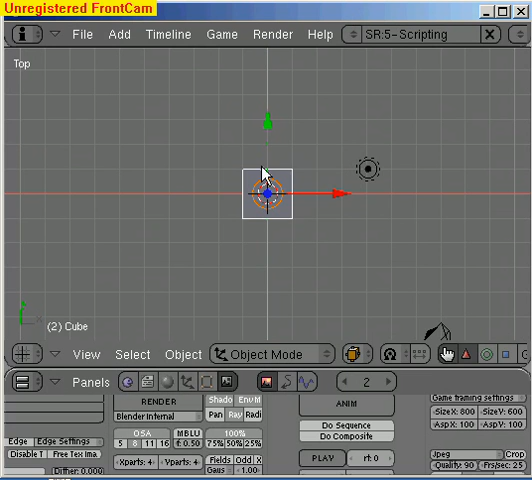 Unregistered FrontCam
File Add Timeline Game Render Help SR:5-Scripting
Top
(2) Cube
View Select Object Object Mode
Panels 2
RENDER Shado EnvM ANIM Game framing settings
Blender Internal Pan Ray Radi SizeX: 800 SizeY: 600
Do Sequence AspX: 100 AspY: 100
OSA MBLU 100% Do Composite
Edge Edge Settings 5 8 11 16 Bf: 0.50 75% 50% 25%
Disable T Free Tex Ima Xparts: 4 Yparts: 4 Fields Odd X PLAY rt: 0 Jpeg Crop
Dither: 0.000 Gaus 1.00 Quality: 90 Frs/sec: 25